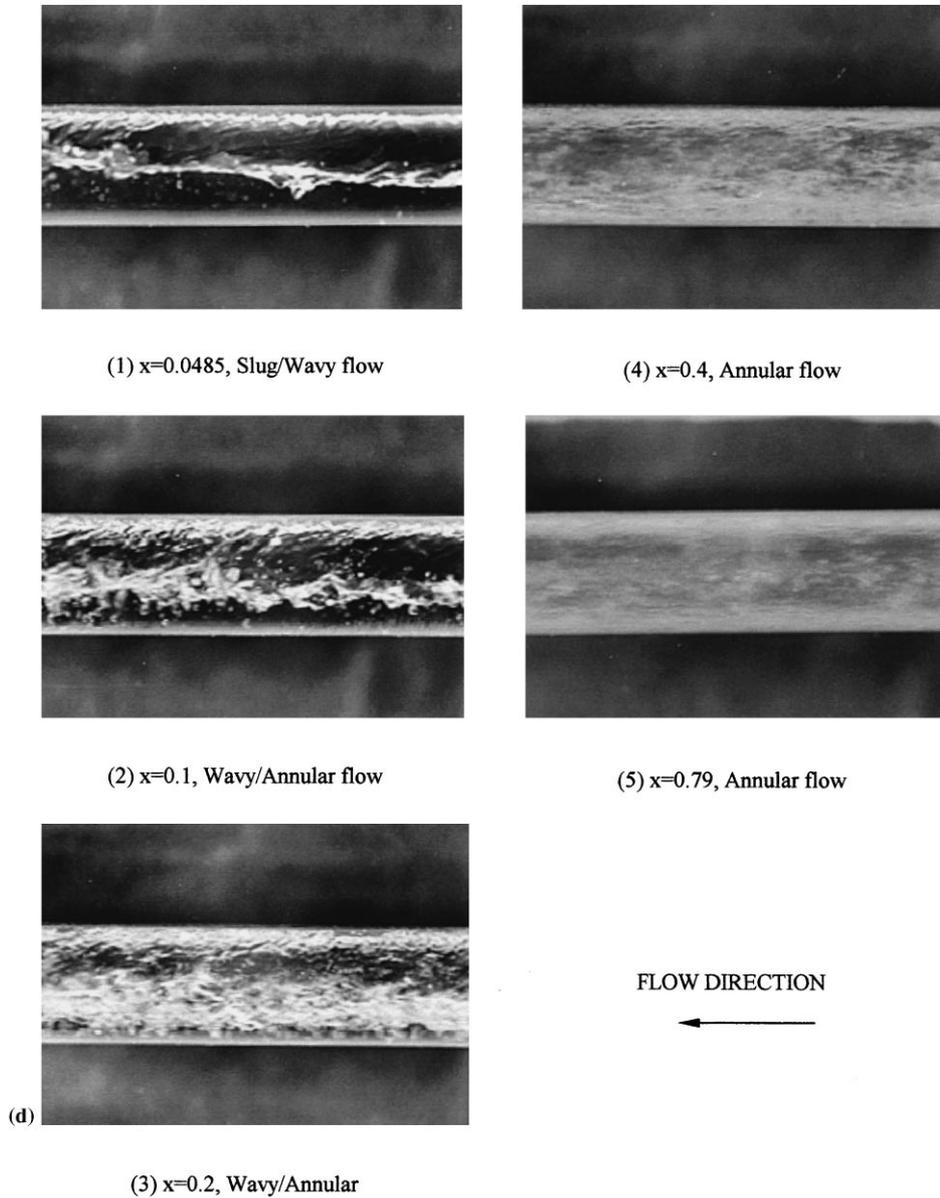 (1) x=0.0485, Slug/Wavy flow
(4) x=0.4, Annular flow
(2) x=0.1, Wavy/Annular flow
(5) x=0.79, Annular flow
FLOW DIRECTION
(d)
(3) x=0.2, Wavy/Annular